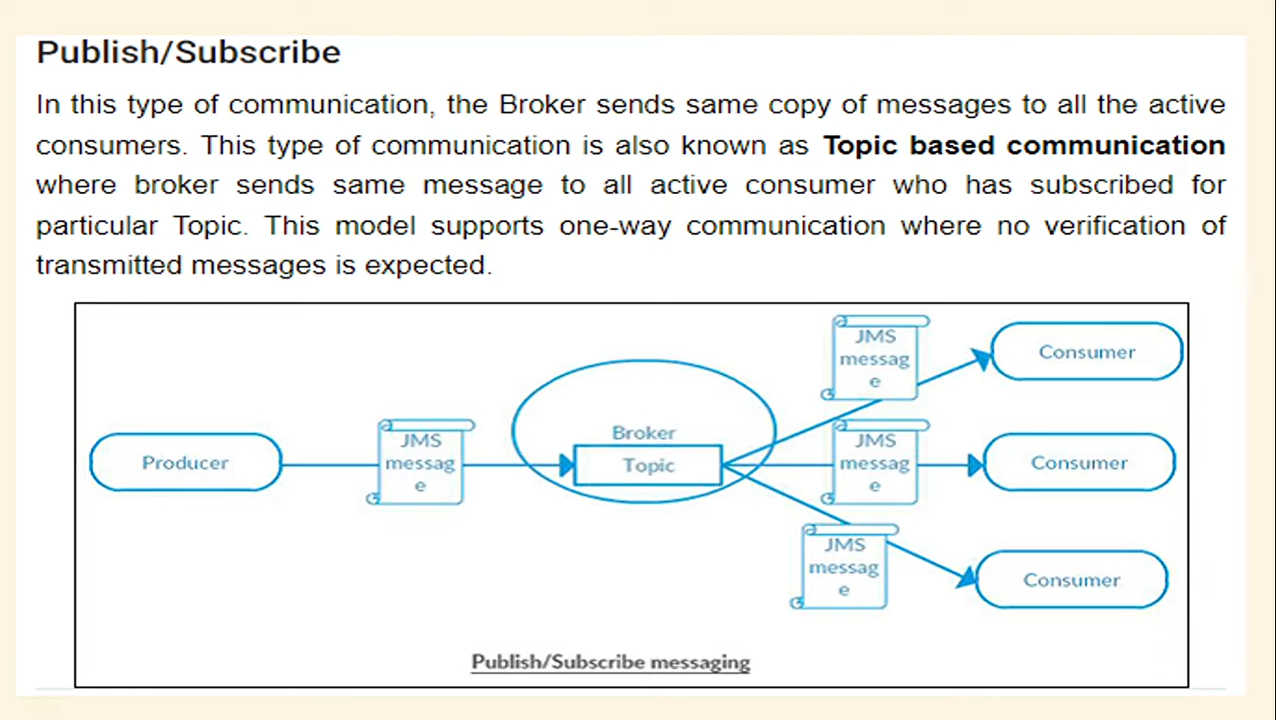 Publish/Subscribe
In this type of communication, the Broker sends same copy of messages to all the active
consumers. This type of communication is also known as Topic based communication
where broker sends same message to all active consumer who has subscribed for
particular Topic. This model supports one-way communication where no verification of
transmitted messages is expected.
JMS
messag
e
Consumer
Producer
JMS
messag
e
Broker
Topic
JMS
messag
e
Consumer
JMS
messag
e
Consumer
Publish/Subscribe messaging